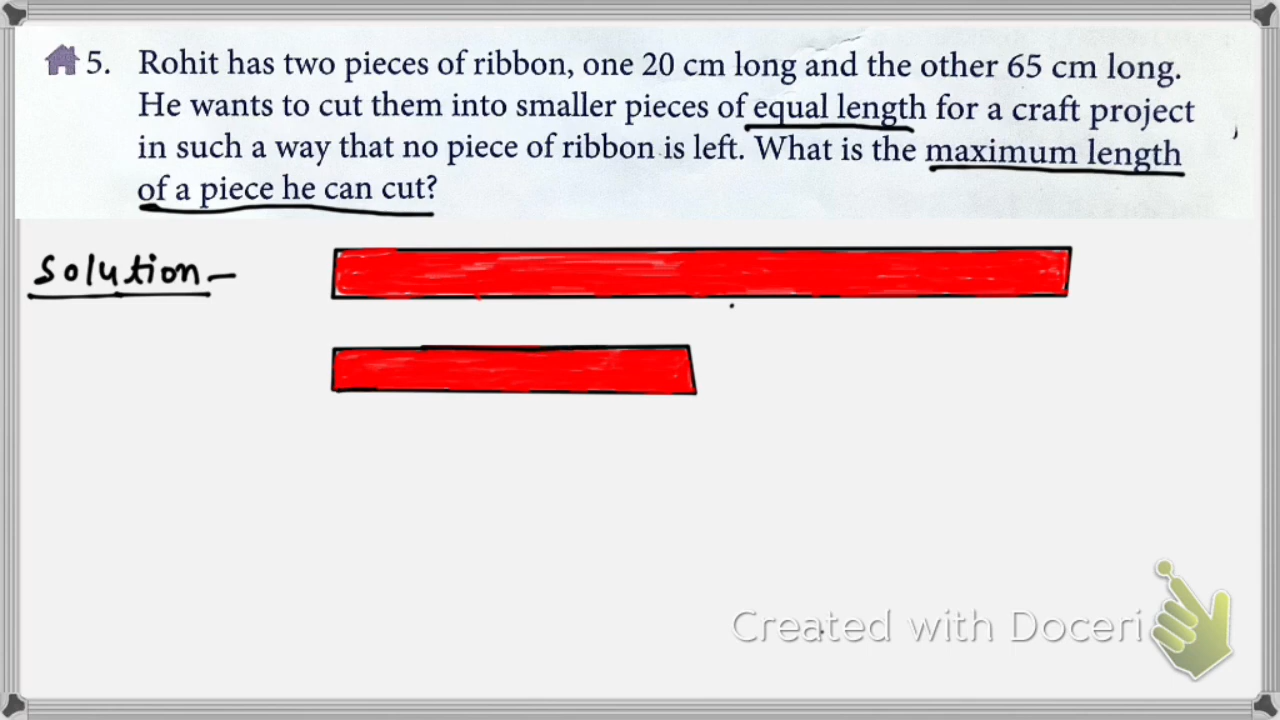 5. Rohit has two pieces of ribbon, one 20 cm long and the other 65 cm long.
He wants to cut them into smaller pieces of equal length for a craft project
in such a way that no piece of ribbon is left. What is the maximum length
of a piece he can cut?
Solution-
Created with Doceri